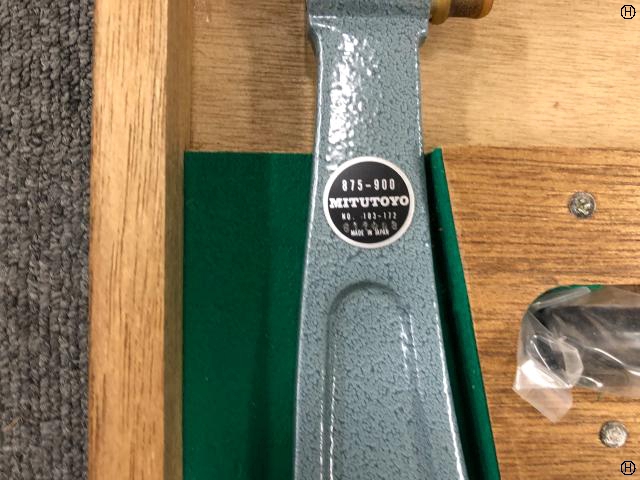 875-900
MITUTOYO
NO. 103-172
MADE IN JAPAN
H
H